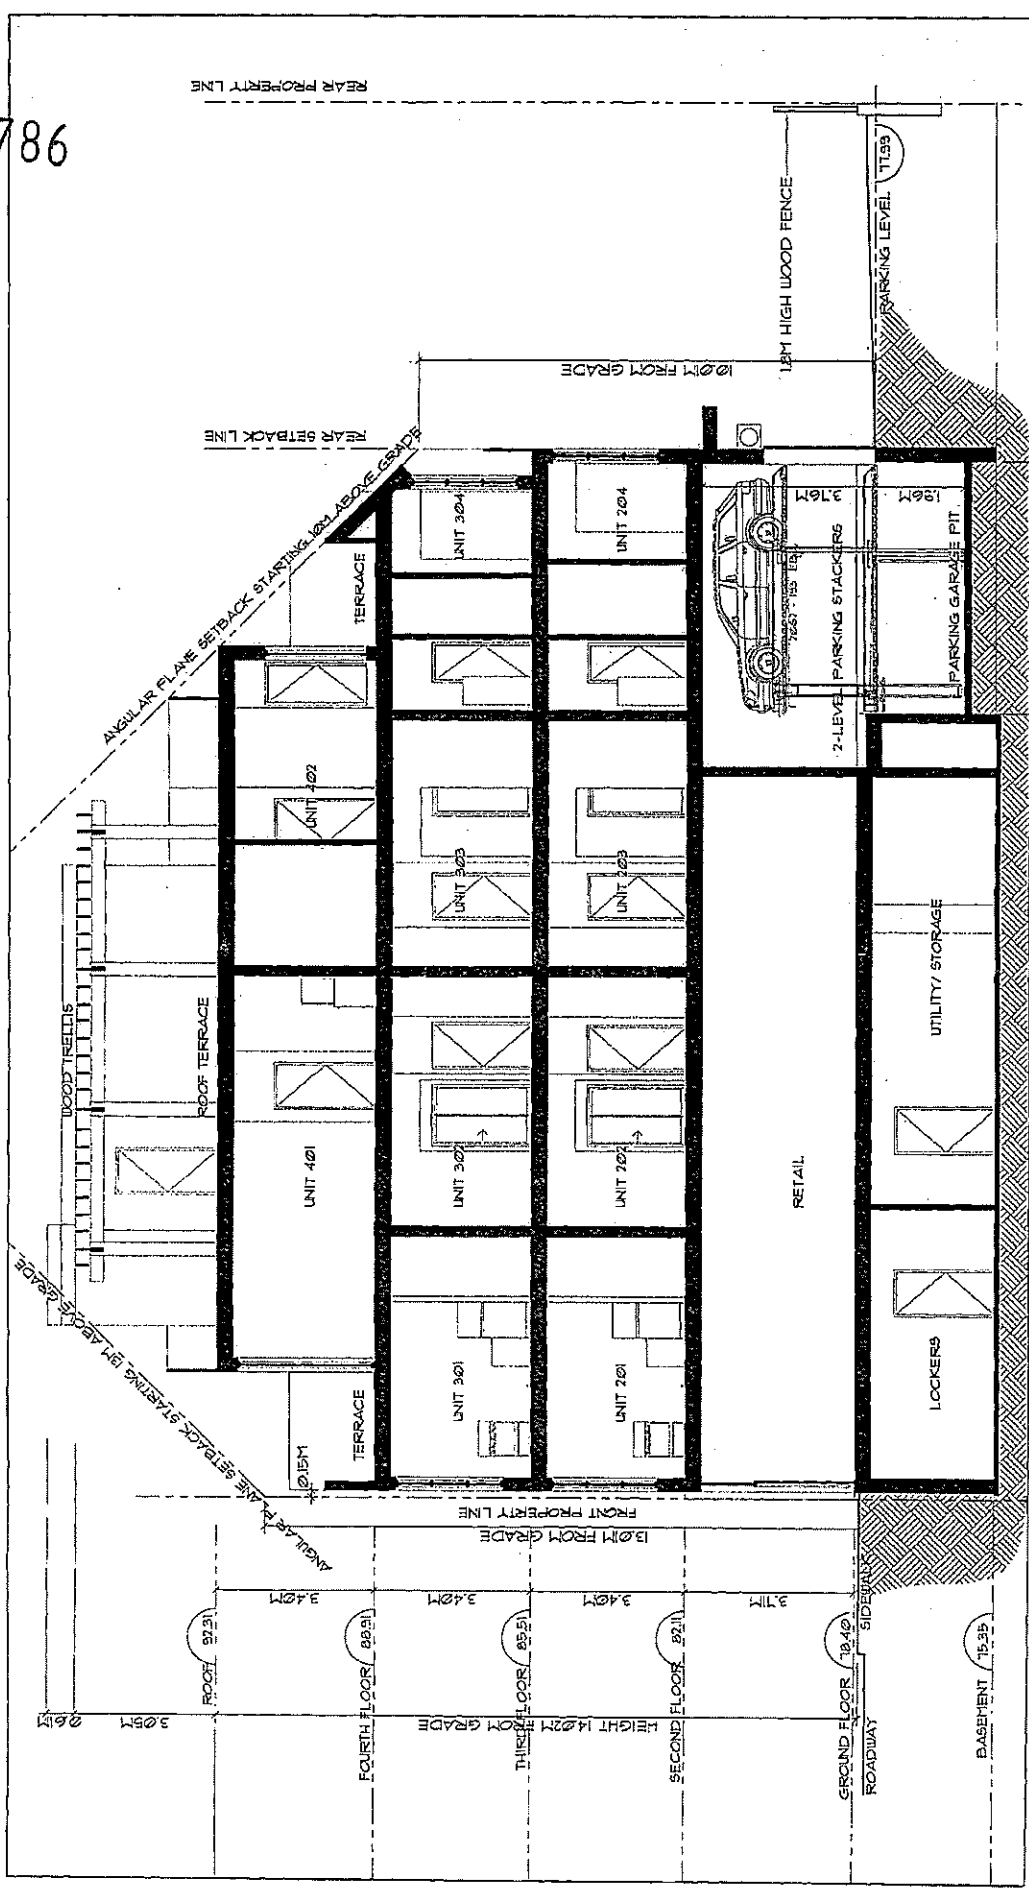 786
REAR PROPERTY LINE
1.8M HIGH WOOD FENCE
PARKING LEVEL 77.99
10.01M FROM GRADE
REAR SETBACK LINE
ANGULAR PLANE SETBACK STARTING 10M ABOVE GRADE
TERRACE
UNIT 304
UNIT 204
3.76M
1.96M
2-LEVEL PARKING STACKERS
PARKING GARAGE PIT
UNIT 402
UNIT 303
UNIT 203
WOOD TRELLIS
ROOF TERRACE
UTILITY/ STORAGE
UNIT 401
UNIT 302
UNIT 202
RETAIL
ANGULAR PLANE SETBACK STARTING 13M ABOVE GRADE
TERRACE
UNIT 301
UNIT 201
LOCKERS
0.15M
FRONT PROPERTY LINE
13.01M FROM GRADE
3.40M
3.40M
3.40M
3.71M
SIDEWALK
ROOF 92.31
FOURTH FLOOR 88.91
THIRD FLOOR 85.51
SECOND FLOOR 82.11
GROUND FLOOR 78.40
ROADWAY
BASEMENT 75.35
0.61M
3.05M
HEIGHT 14.02M FROM GRADE